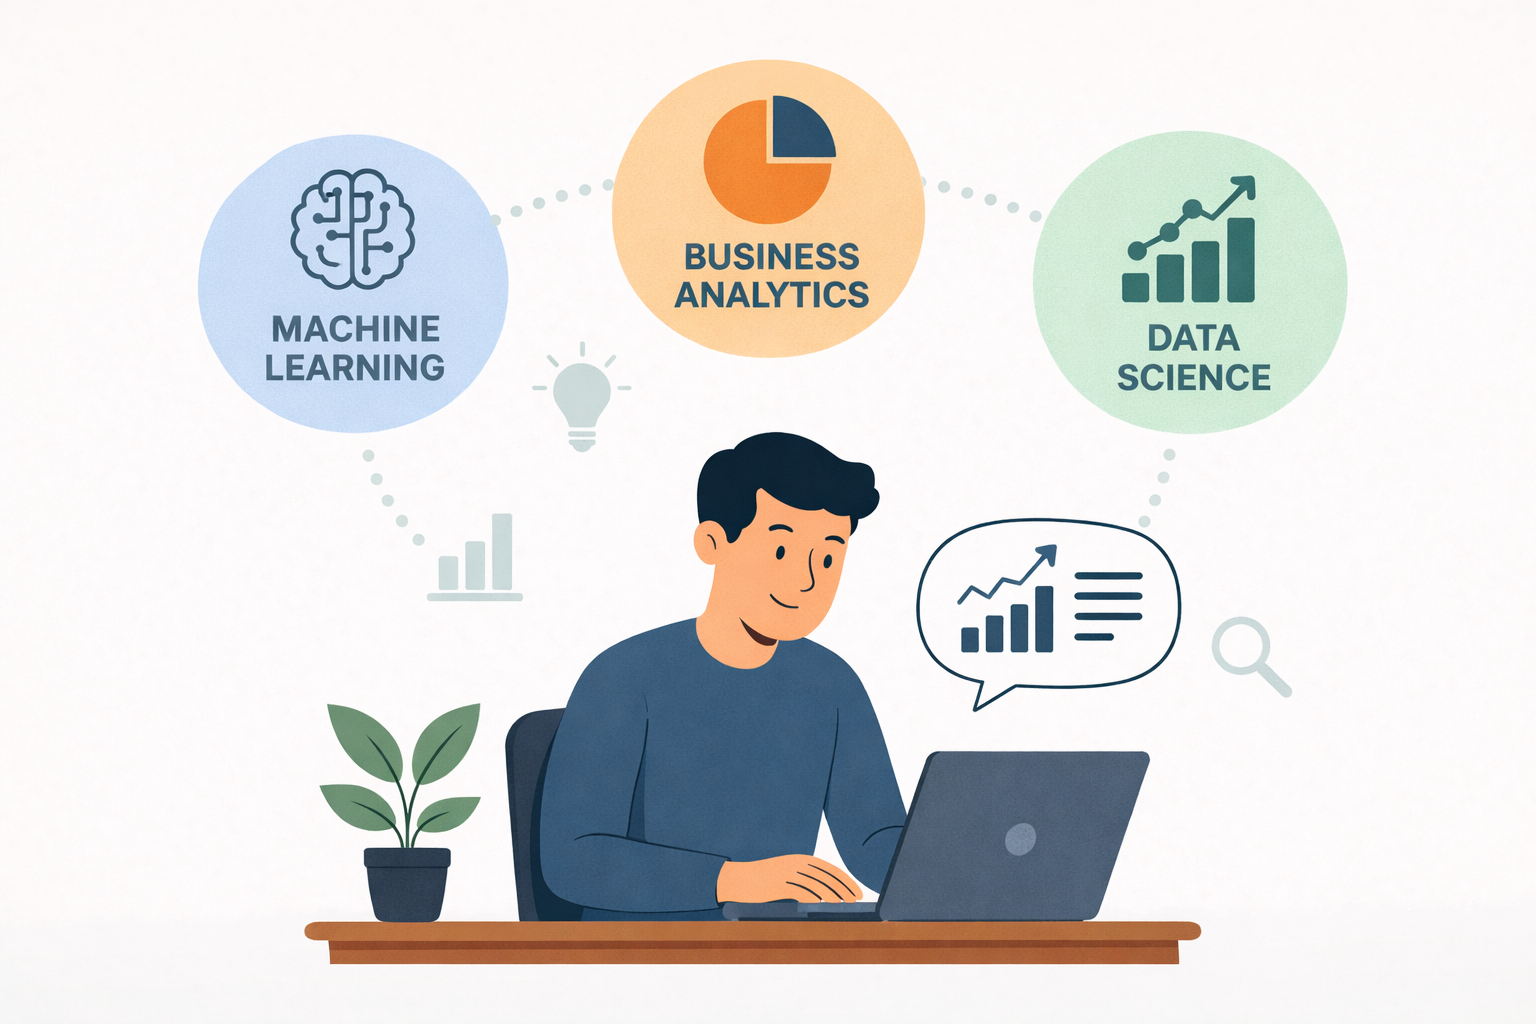 MACHINE
LEARNING
BUSINESS
ANALYTICS
DATA
SCIENCE